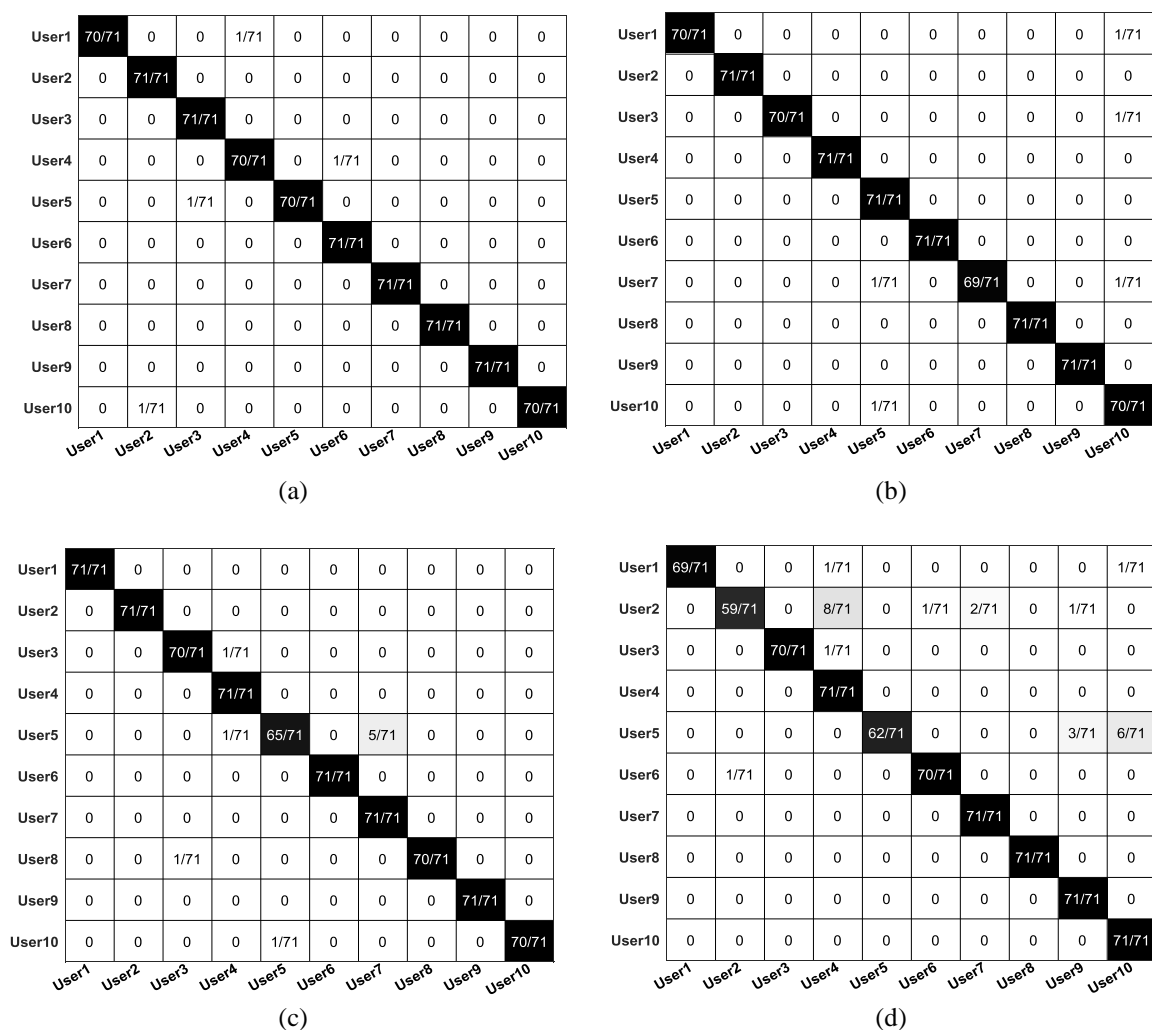 User1 70/71 0 0 1/71 0 0 0 0 0 0
User2 0 71/71 0 0 0 0 0 0 0 0
User3 0 0 71/71 0 0 0 0 0 0 0
User4 0 0 0 70/71 0 1/71 0 0 0 0
User5 0 0 1/71 0 70/71 0 0 0 0 0
User6 0 0 0 0 0 71/71 0 0 0 0
User7 0 0 0 0 0 0 71/71 0 0 0
User8 0 0 0 0 0 0 0 71/71 0 0
User9 0 0 0 0 0 0 0 0 71/71 0
User10 0 1/71 0 0 0 0 0 0 0 70/71
User1 User2 User3 User4 User5 User6 User7 User8 User9 User10
(a)
User1 70/71 0 0 0 0 0 0 0 0 1/71
User2 0 71/71 0 0 0 0 0 0 0 0
User3 0 0 70/71 0 0 0 0 0 0 1/71
User4 0 0 0 71/71 0 0 0 0 0 0
User5 0 0 0 0 71/71 0 0 0 0 0
User6 0 0 0 0 0 71/71 0 0 0 0
User7 0 0 0 0 1/71 0 69/71 0 0 1/71
User8 0 0 0 0 0 0 0 71/71 0 0
User9 0 0 0 0 0 0 0 0 71/71 0
User10 0 0 0 0 1/71 0 0 0 0 70/71
User1 User2 User3 User4 User5 User6 User7 User8 User9 User10
(b)
User1 71/71 0 0 0 0 0 0 0 0 0
User2 0 71/71 0 0 0 0 0 0 0 0
User3 0 0 70/71 1/71 0 0 0 0 0 0
User4 0 0 0 71/71 0 0 0 0 0 0
User5 0 0 0 1/71 65/71 0 5/71 0 0 0
User6 0 0 0 0 0 71/71 0 0 0 0
User7 0 0 0 0 0 0 71/71 0 0 0
User8 0 0 1/71 0 0 0 0 70/71 0 0
User9 0 0 0 0 0 0 0 0 71/71 0
User10 0 0 0 0 1/71 0 0 0 0 70/71
User1 User2 User3 User4 User5 User6 User7 User8 User9 User10
(c)
User1 69/71 0 0 1/71 0 0 0 0 0 1/71
User2 0 59/71 0 8/71 0 1/71 2/71 0 1/71 0
User3 0 0 70/71 1/71 0 0 0 0 0 0
User4 0 0 0 71/71 0 0 0 0 0 0
User5 0 0 0 0 62/71 0 0 0 3/71 6/71
User6 0 1/71 0 0 0 70/71 0 0 0 0
User7 0 0 0 0 0 0 71/71 0 0 0
User8 0 0 0 0 0 0 0 71/71 0 0
User9 0 0 0 0 0 0 0 0 71/71 0
User10 0 0 0 0 0 0 0 0 0 71/71
User1 User2 User3 User4 User5 User6 User7 User8 User9 User10
(d)